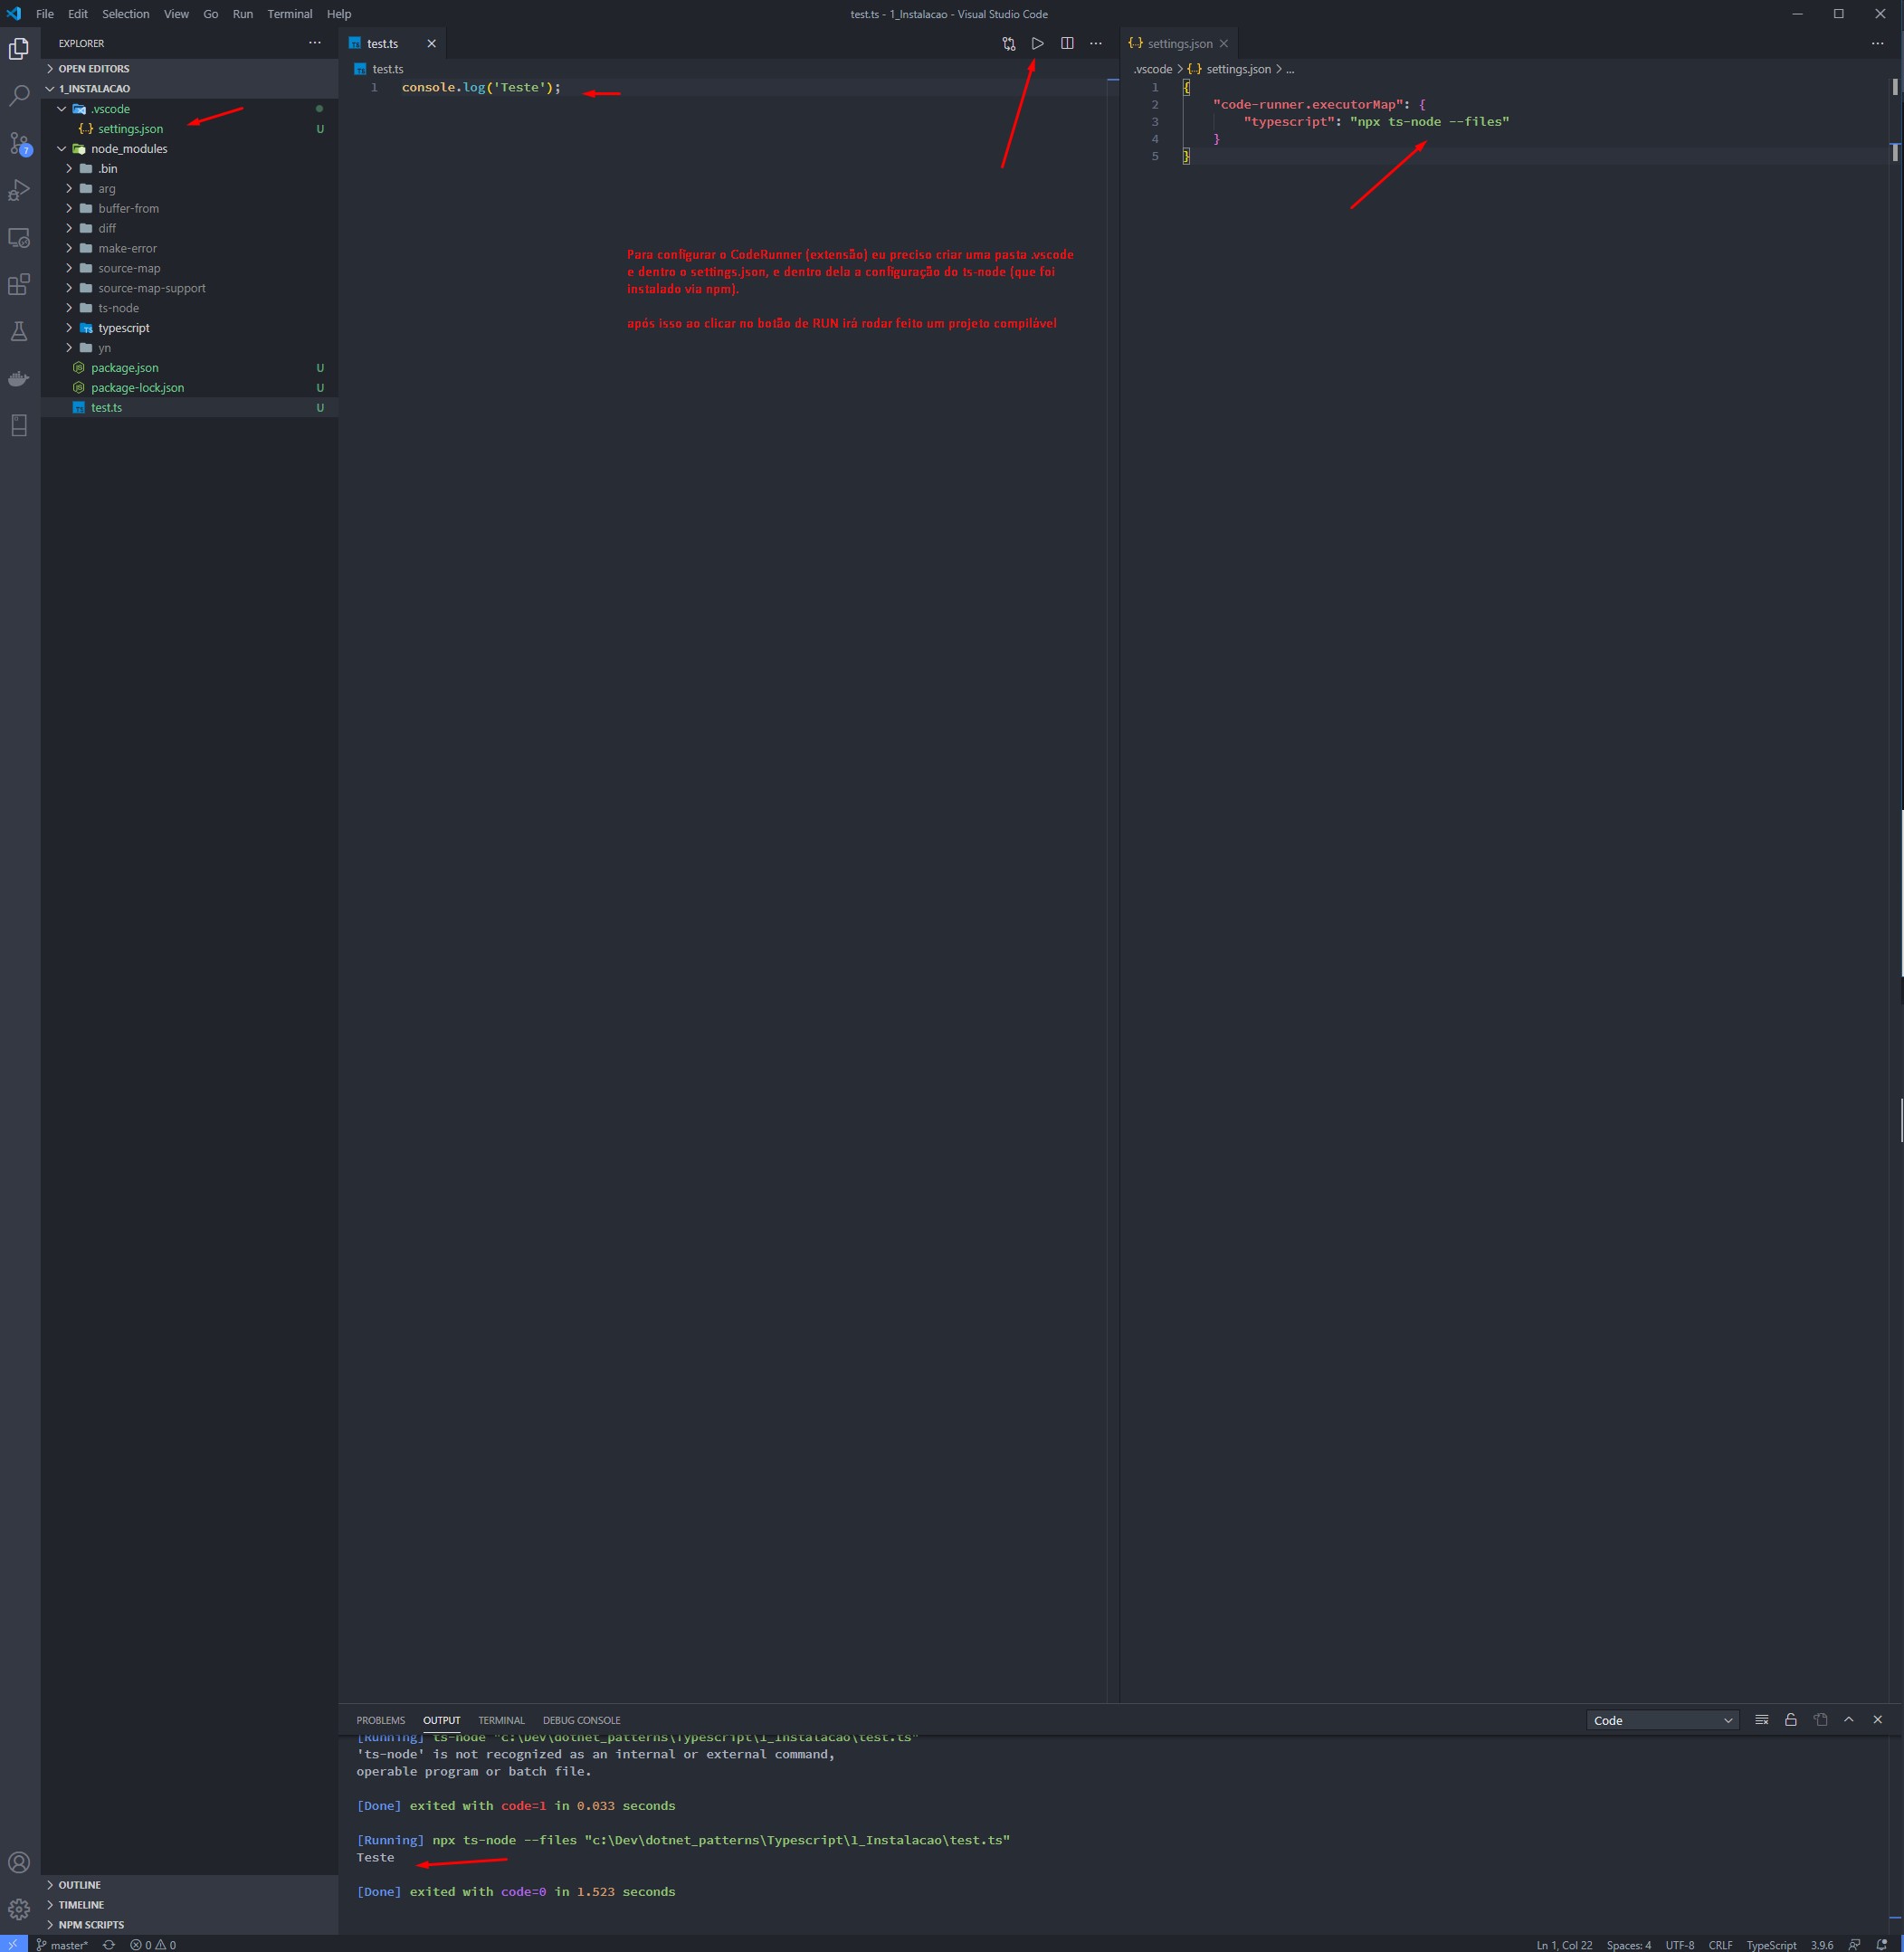 File Edit Selection View Go Run Terminal Help
test.ts - 1_Instalacao - Visual Studio Code
EXPLORER
OPEN EDITORS
1_INSTALACAO
.vscode
settings.json U
node_modules
.bin
arg
buffer-from
diff
make-error
source-map
source-map-support
ts-node
typescript
yn
package.json U
package-lock.json U
test.ts U
OUTLINE
TIMELINE
NPM SCRIPTS
7
test.ts
test.ts
1 console.log('Teste');
Para configurar o CodeRunner (extensão) eu preciso criar uma pasta .vscode
e dentro o settings.json, e dentro dela a configuração do ts-node (que foi
instalado via npm).
após isso ao clicar no botão de RUN irá rodar feito um projeto compilável
settings.json
.vscode > {..} settings.json > ...
1 {
2 "code-runner.executorMap": {
3 "typescript": "npx ts-node --files"
4 }
5 }
PROBLEMS OUTPUT TERMINAL DEBUG CONSOLE
Code
[Running] ts-node "c:\Dev\dotnet_patterns\Typescript\1_Instalacao\test.ts"
'ts-node' is not recognized as an internal or external command,
operable program or batch file.
[Done] exited with code=1 in 0.033 seconds
[Running] npx ts-node --files "c:\Dev\dotnet_patterns\Typescript\1_Instalacao\test.ts"
Teste
[Done] exited with code=0 in 1.523 seconds
master* 0 0
Ln 1, Col 22 Spaces: 4 UTF-8 CRLF TypeScript 3.9.6